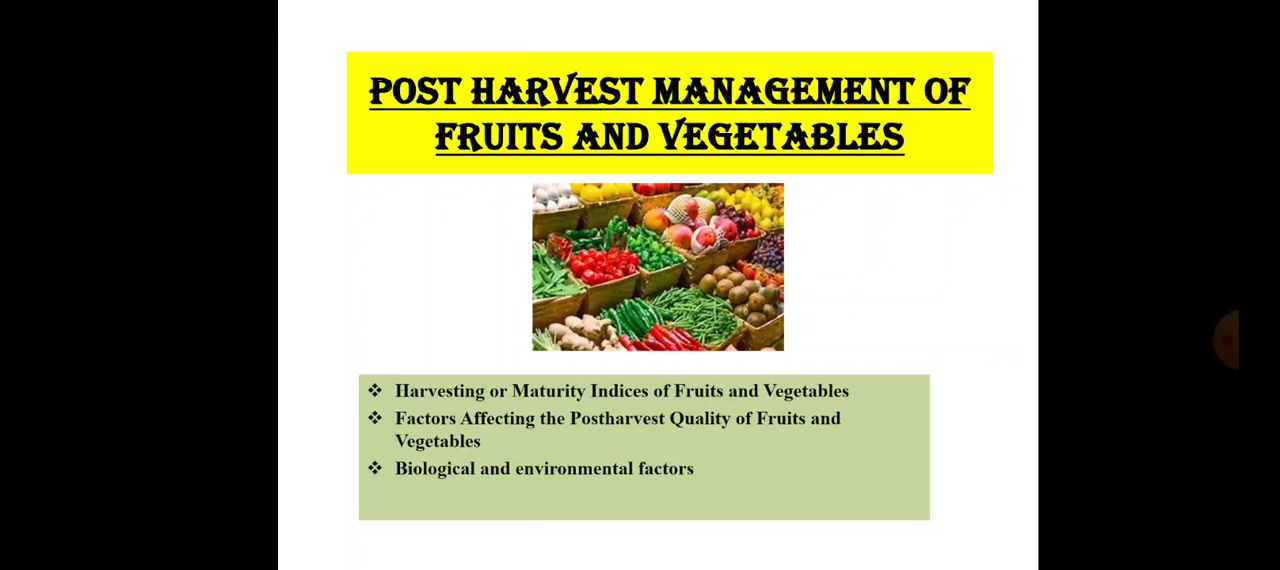 POST HARVEST MANAGEMENT OF
FRUITS AND VEGETABLES
❖ Harvesting or Maturity Indices of Fruits and Vegetables
❖ Factors Affecting the Postharvest Quality of Fruits and
Vegetables
❖ Biological and environmental factors